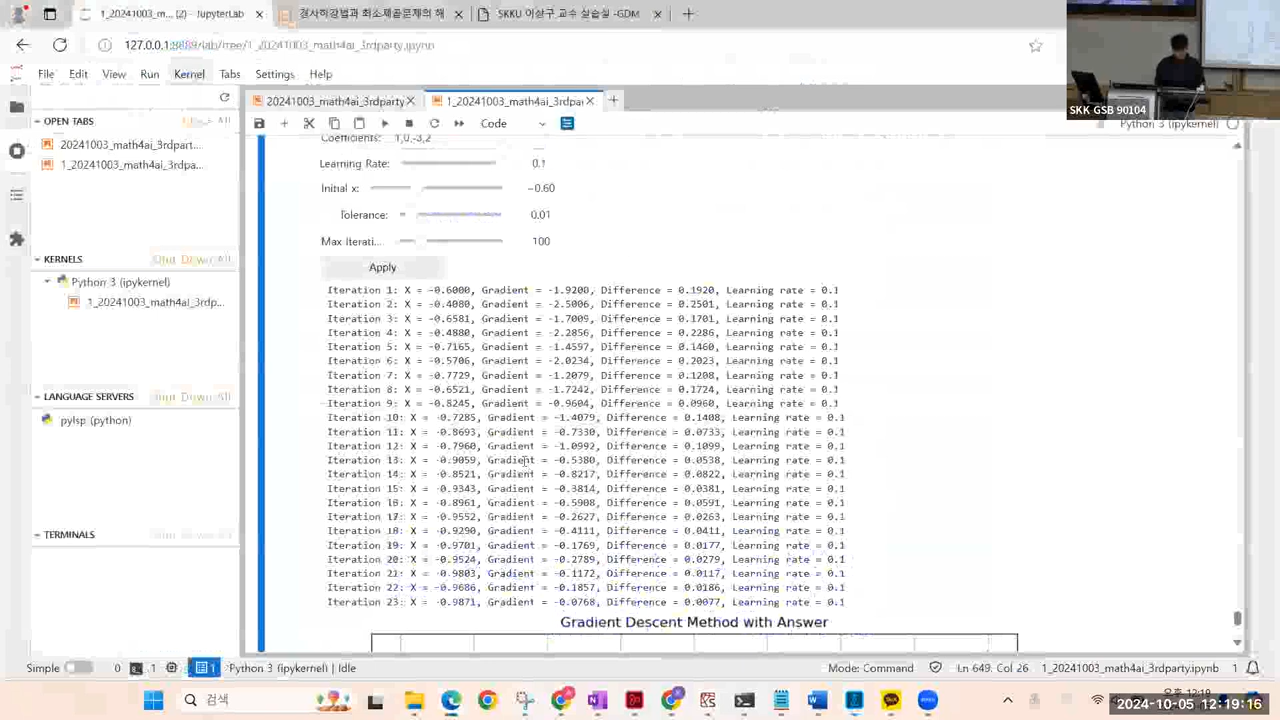 1_20241003_m... (2) - JupyterLab
경사하강법과 최소제곱문제의 해
SKKU 이상구 교수 실습실 -GDM
127.0.0.1:8889/lab/tree/1_20241003_math4ai_3rdparty.ipynb
SKK GSB 90104
File Edit View Run Kernel Tabs Settings Help
20241003_math4ai_3rdparty
1_20241003_math4ai_3rdpar
OPEN TABS
20241003_math4ai_3rdpart...
1_20241003_math4ai_3rdpa...
KERNELS
Python 3 (ipykernel)
1_20241003_math4ai_3rdp...
LANGUAGE SERVERS
pylsp (python)
TERMINALS
Code
Python 3 (ipykernel)
Coefficients: 1,0,-3,2
Learning Rate: 0.1
Initial x: −0.60
Tolerance: 0.01
Max Iterati... 100
Apply
Iteration 1: X = -0.6000, Gradient = -1.9200, Difference = 0.1920, Learning rate = 0.1
Iteration 2: X = -0.4080, Gradient = -2.5006, Difference = 0.2501, Learning rate = 0.1
Iteration 3: X = -0.6581, Gradient = -1.7009, Difference = 0.1701, Learning rate = 0.1
Iteration 4: X = -0.4880, Gradient = -2.2856, Difference = 0.2286, Learning rate = 0.1
Iteration 5: X = -0.7165, Gradient = -1.4597, Difference = 0.1460, Learning rate = 0.1
Iteration 6: X = -0.5706, Gradient = -2.0234, Difference = 0.2023, Learning rate = 0.1
Iteration 7: X = -0.7729, Gradient = -1.2079, Difference = 0.1208, Learning rate = 0.1
Iteration 8: X = -0.6521, Gradient = -1.7242, Difference = 0.1724, Learning rate = 0.1
Iteration 9: X = -0.8245, Gradient = -0.9604, Difference = 0.0960, Learning rate = 0.1
Iteration 10: X = -0.7285, Gradient = -1.4079, Difference = 0.1408, Learning rate = 0.1
Iteration 11: X = -0.8693, Gradient = -0.7330, Difference = 0.0733, Learning rate = 0.1
Iteration 12: X = -0.7960, Gradient = -1.0992, Difference = 0.1099, Learning rate = 0.1
Iteration 13: X = -0.9059, Gradient = -0.5380, Difference = 0.0538, Learning rate = 0.1
Iteration 14: X = -0.8521, Gradient = -0.8217, Difference = 0.0822, Learning rate = 0.1
Iteration 15: X = -0.9343, Gradient = -0.3814, Difference = 0.0381, Learning rate = 0.1
Iteration 16: X = -0.8961, Gradient = -0.5908, Difference = 0.0591, Learning rate = 0.1
Iteration 17: X = -0.9552, Gradient = -0.2627, Difference = 0.0263, Learning rate = 0.1
Iteration 18: X = -0.9290, Gradient = -0.4111, Difference = 0.0411, Learning rate = 0.1
Iteration 19: X = -0.9701, Gradient = -0.1769, Difference = 0.0177, Learning rate = 0.1
Iteration 20: X = -0.9524, Gradient = -0.2789, Difference = 0.0279, Learning rate = 0.1
Iteration 21: X = -0.9803, Gradient = -0.1172, Difference = 0.0117, Learning rate = 0.1
Iteration 22: X = -0.9686, Gradient = -0.1857, Difference = 0.0186, Learning rate = 0.1
Iteration 23: X = -0.9871, Gradient = -0.0768, Difference = 0.0077, Learning rate = 0.1
Gradient Descent Method with Answer
Simple 0 1 1 Python 3 (ipykernel) | Idle
Mode: Command Ln 649, Col 26 1_20241003_math4ai_3rdparty.ipynb 1
검색
오후 12:19
2024-10-05 12:19:16